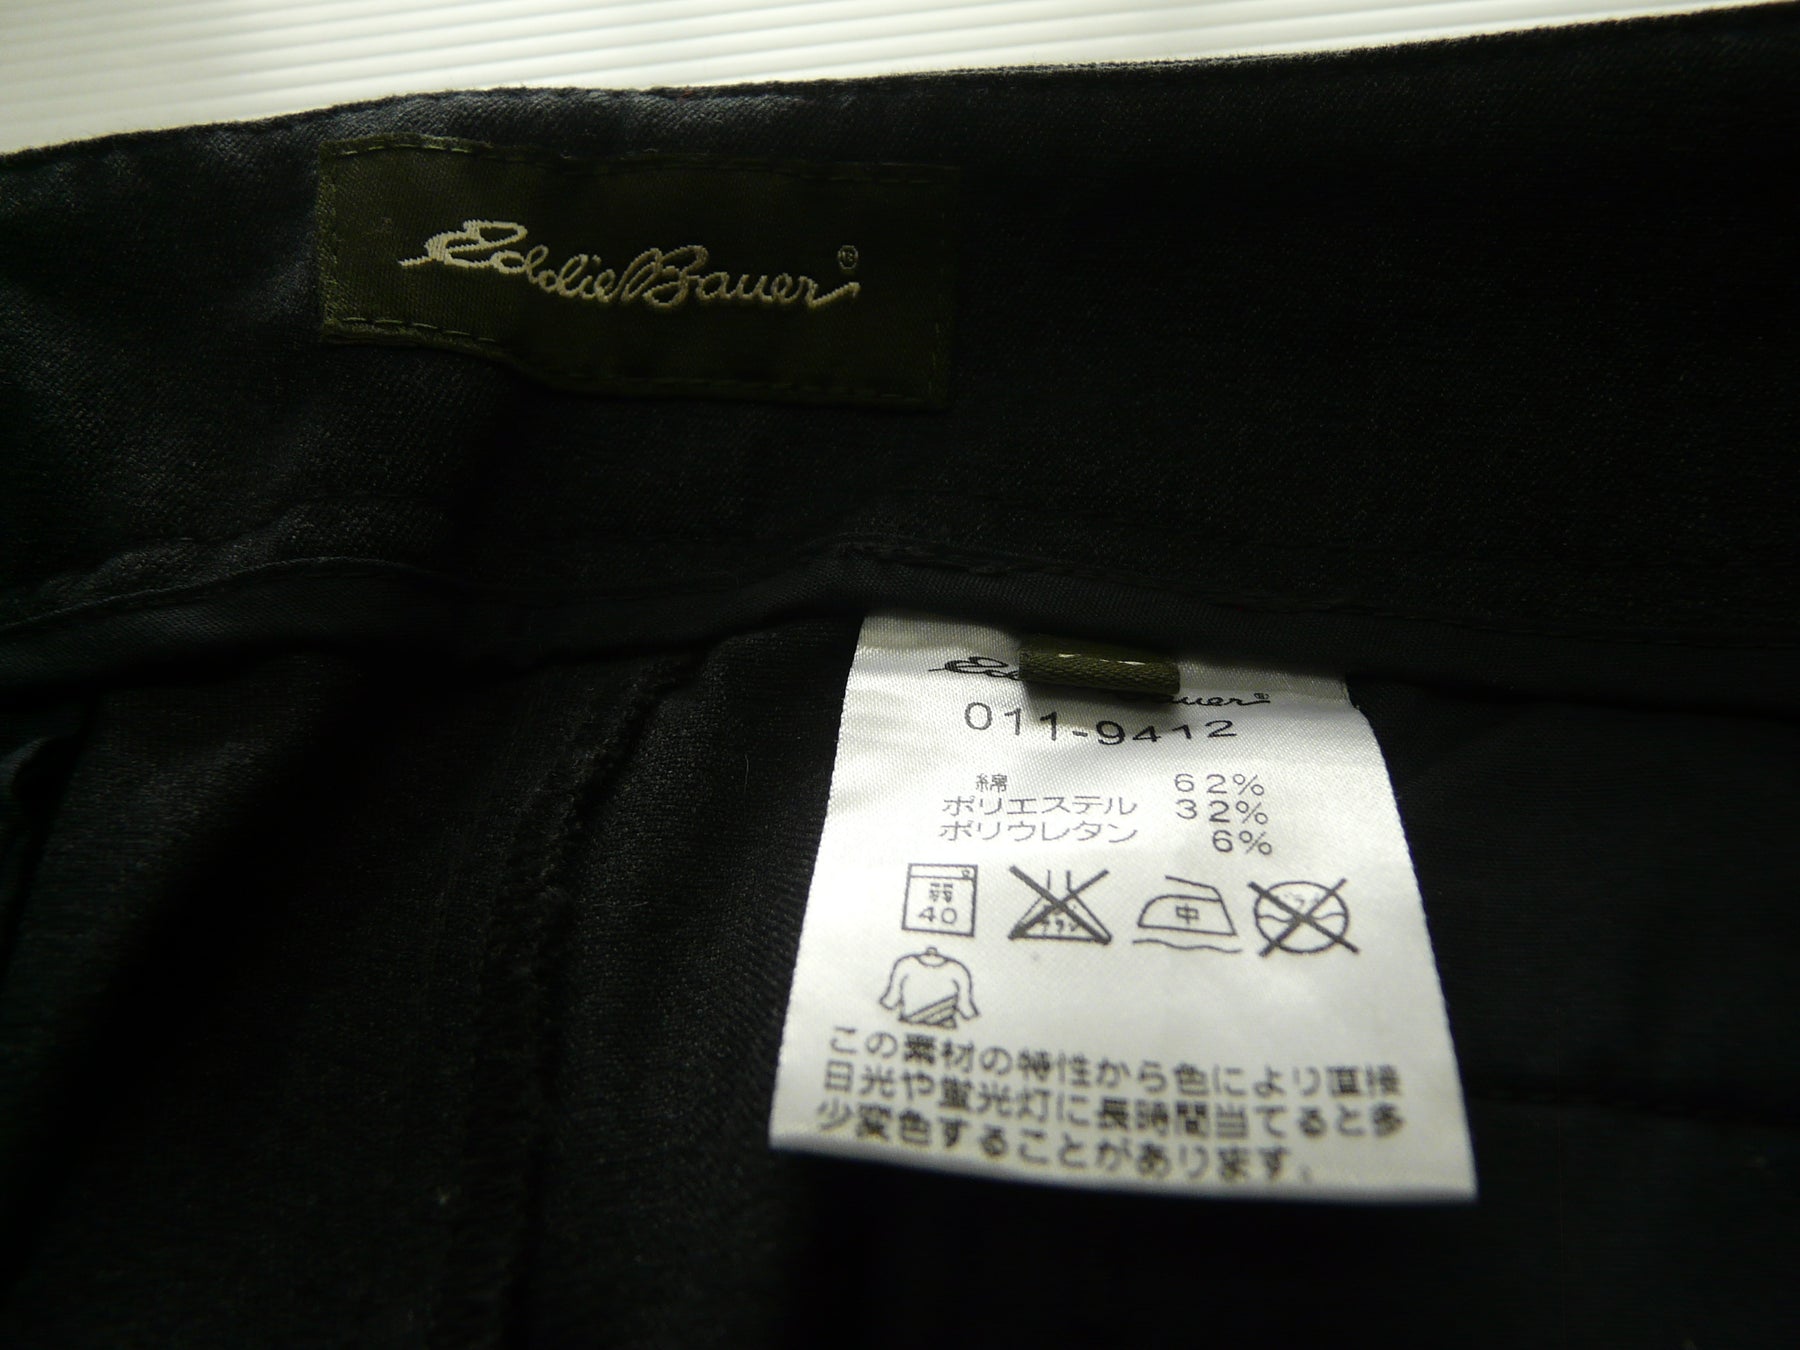 Eddie Bauer®
011-9412
綿 62%
ポリエステル 32%
ポリウレタン 6%
弱
40
中
この素材の特性から色により直接
日光や蛍光灯に長時間当てると多
少変色することがあります。